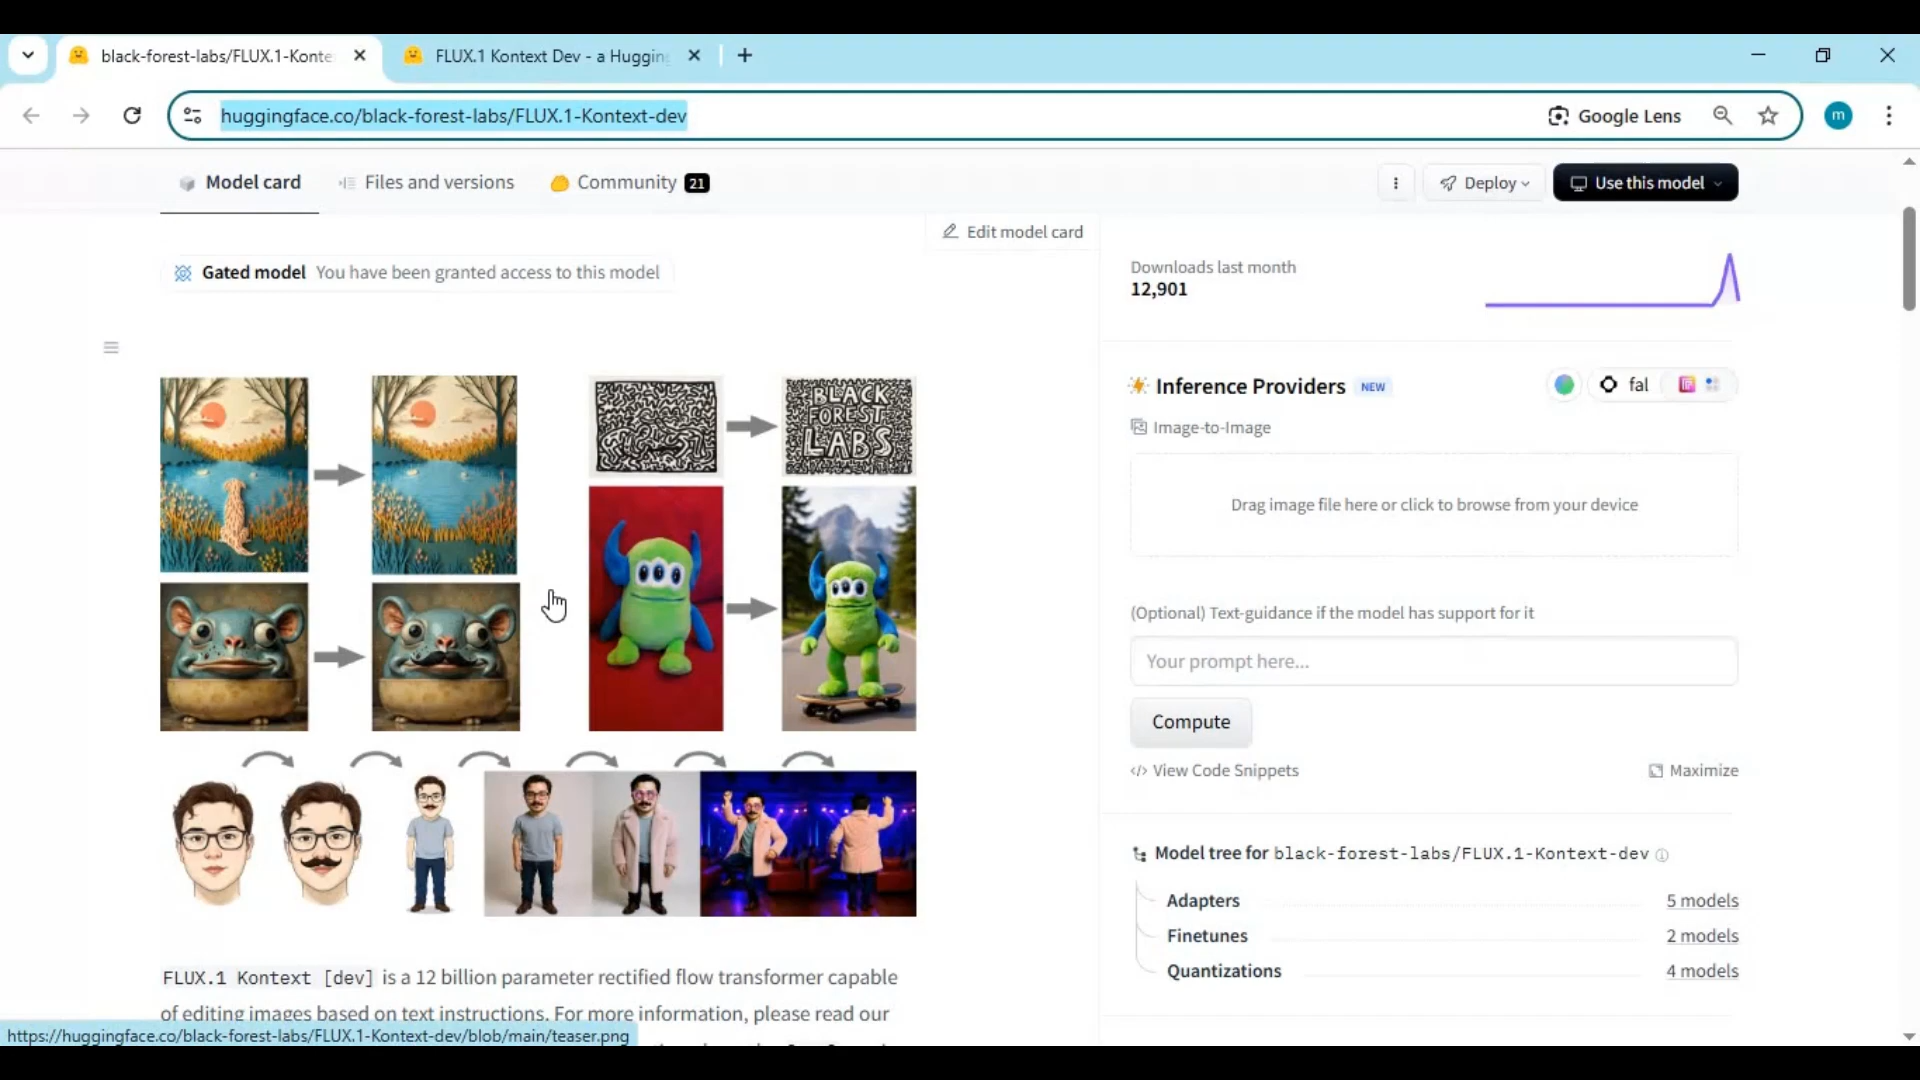 black-forest-labs/FLUX.1-Konte
FLUX.1 Kontext Dev - a Hugging
huggingface.co/black-forest-labs/FLUX.1-Kontext-dev
Google Lens
m
Model card
Files and versions
Community 21
Deploy
Use this model
Edit model card
Gated model You have been granted access to this model
Downloads last month
12,901
BLACK
FOREST
LABS
Inference Providers NEW
fal
Image-to-Image
Drag image file here or click to browse from your device
(Optional) Text-guidance if the model has support for it
Your prompt here...
Compute
</> View Code Snippets
Maximize
Model tree for black-forest-labs/FLUX.1-Kontext-dev
Adapters 5 models
Finetunes 2 models
Quantizations 4 models
FLUX.1 Kontext [dev] is a 12 billion parameter rectified flow transformer capable
of editing images based on text instructions. For more information, please read our
https://huggingface.co/black-forest-labs/FLUX.1-Kontext-dev/blob/main/teaser.png